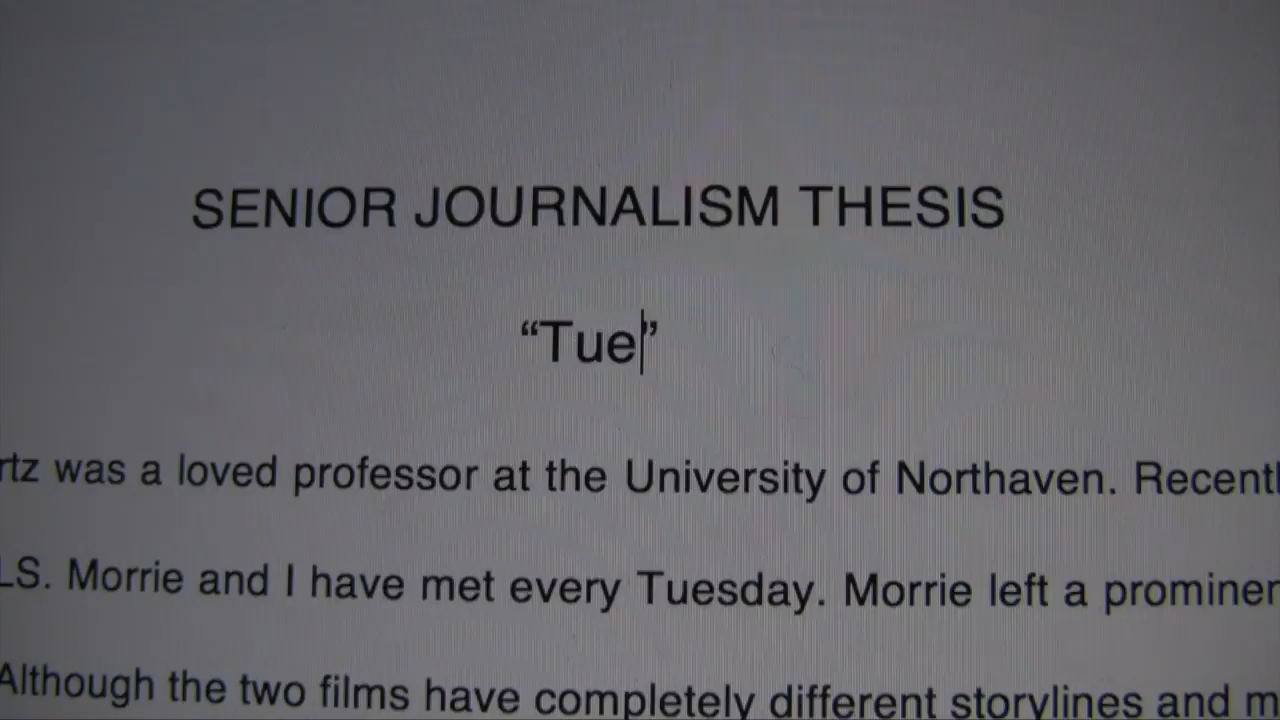 SENIOR JOURNALISM THESIS
“Tue”
rtz was a loved professor at the University of Northaven. Recentl
LS. Morrie and I have met every Tuesday. Morrie left a prominen
Although the two films have completely different storylines and m